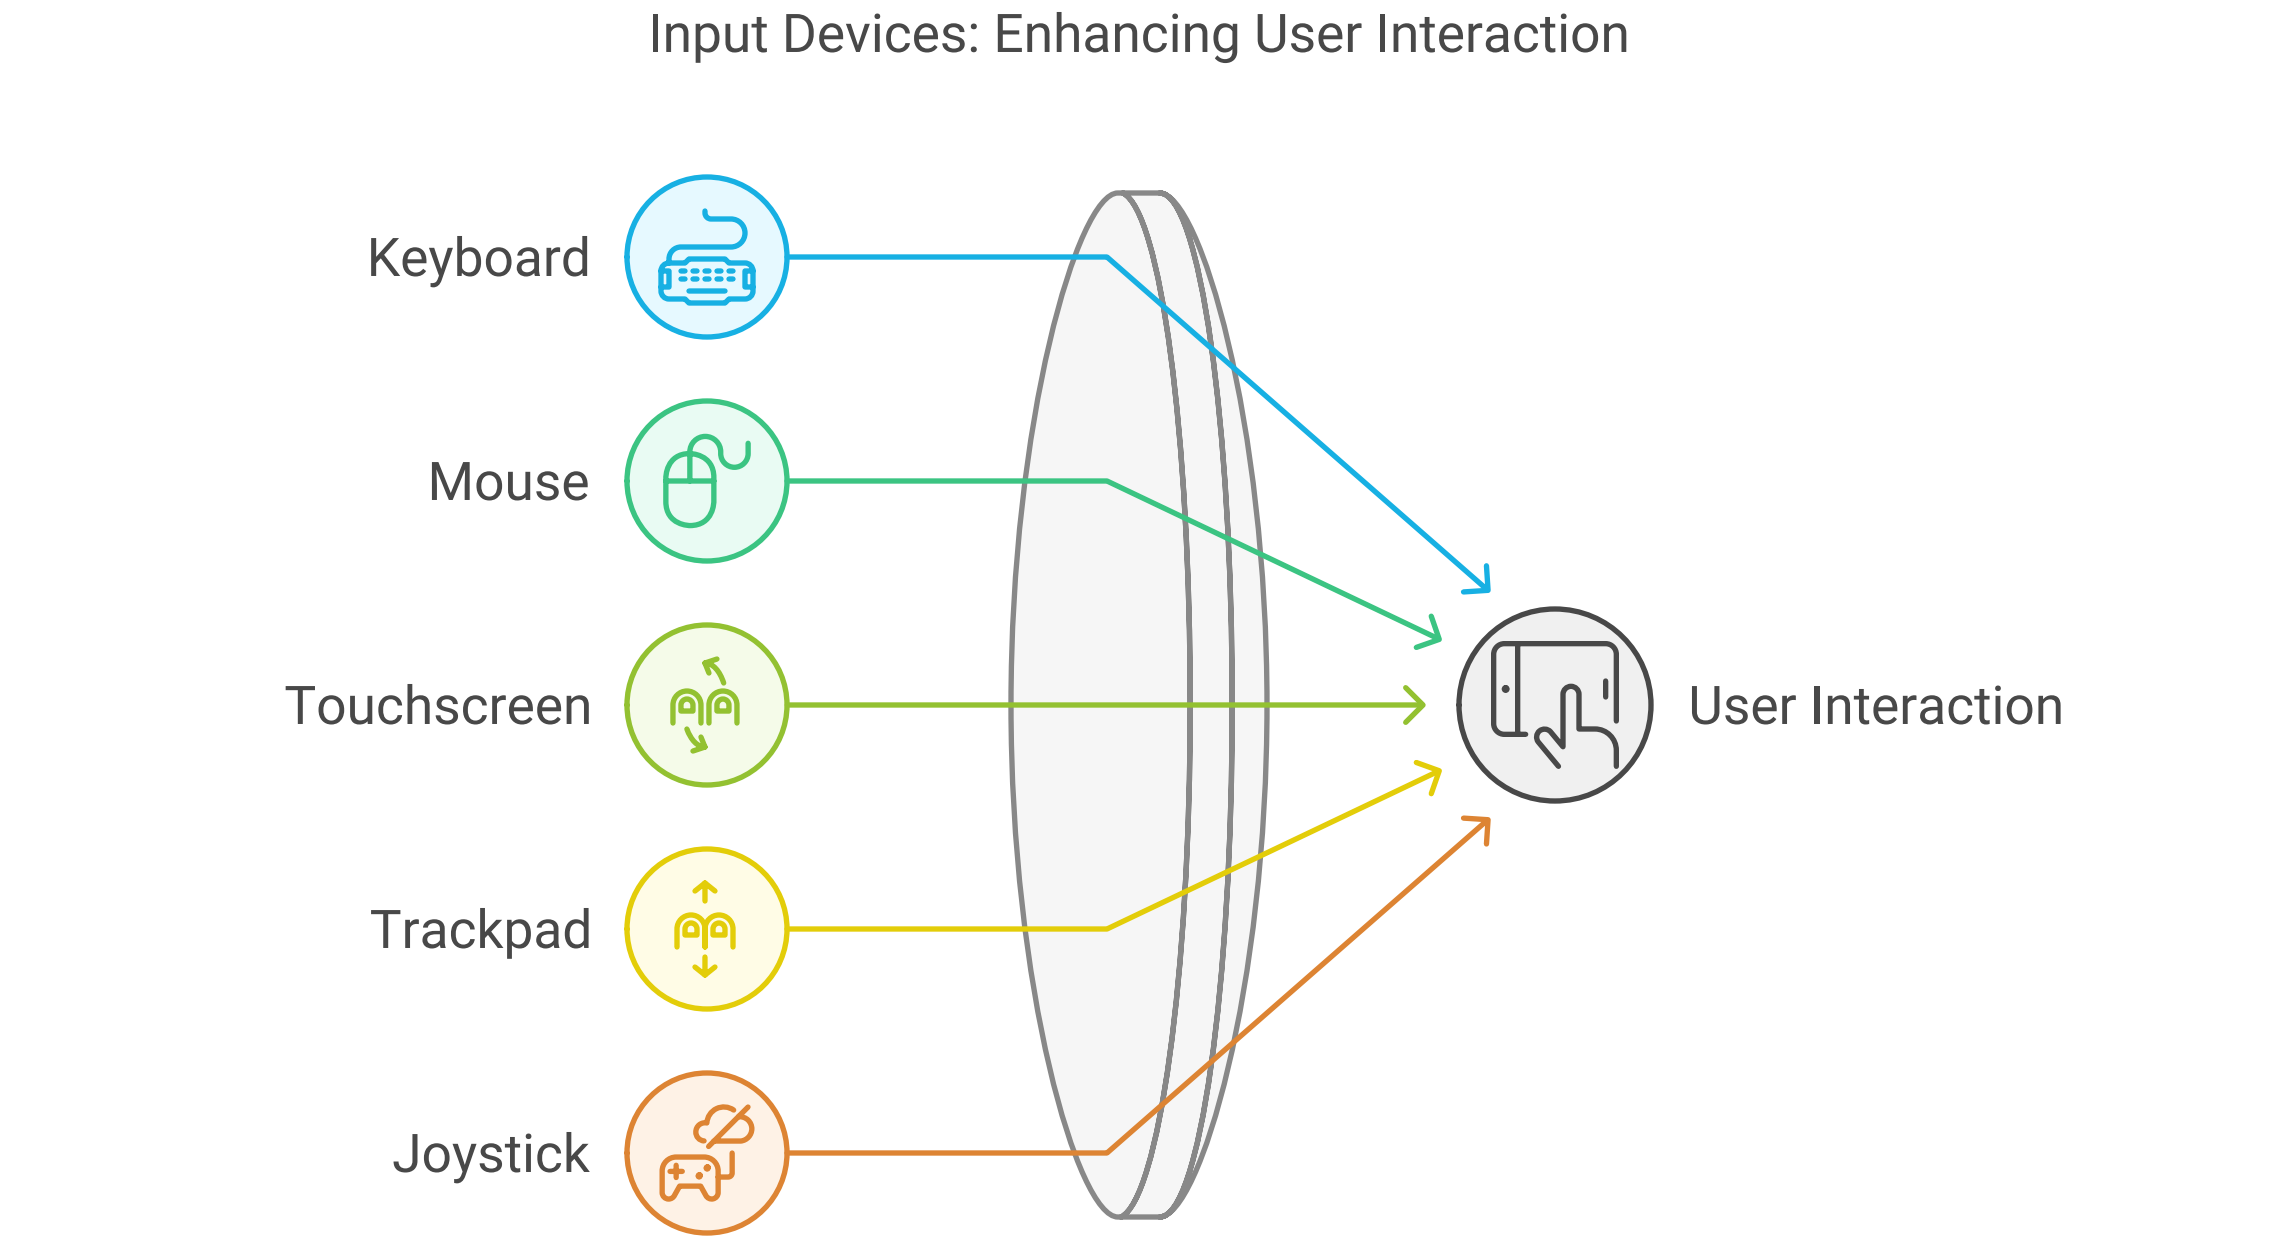 Input Devices: Enhancing User Interaction
Keyboard
Mouse
Touchscreen
User Interaction
Trackpad
Joystick